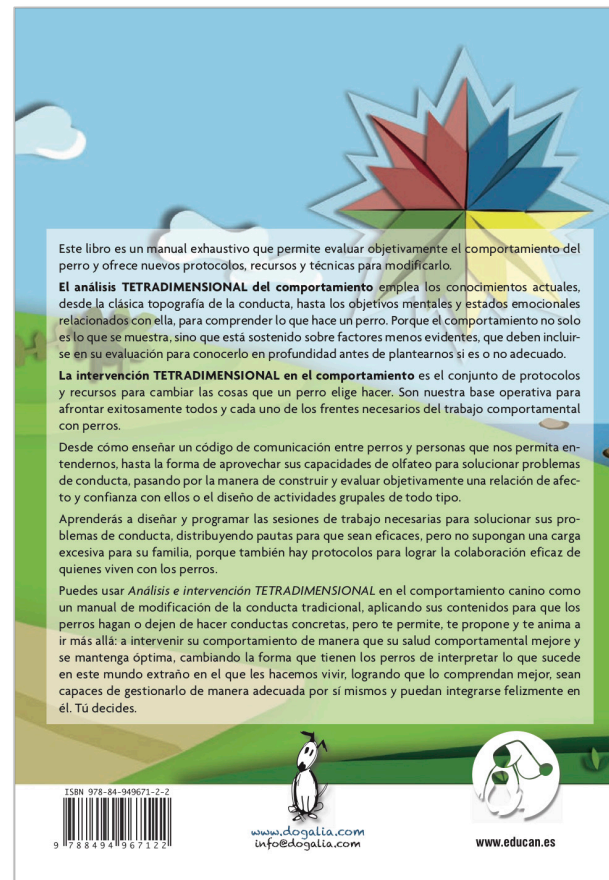 Este libro es un manual exhaustivo que permite evaluar objetivamente el comportamiento del
perro y ofrece nuevos protocolos, recursos y técnicas para modificarlo.
El análisis TETRADIMENSIONAL del comportamiento emplea los conocimientos actuales,
desde la clásica topografía de la conducta, hasta los objetivos mentales y estados emocionales
relacionados con ella, para comprender lo que hace un perro. Porque el comportamiento no solo
es lo que se muestra, sino que está sostenido sobre factores menos evidentes, que deben incluir-
se en su evaluación para conocerlo en profundidad antes de plantearnos si es o no adecuado.
La intervención TETRADIMENSIONAL en el comportamiento es el conjunto de protocolos
y recursos para cambiar las cosas que un perro elige hacer. Son nuestra base operativa para
afrontar exitosamente todos y cada uno de los frentes necesarios del trabajo comportamental
con perros.
Desde cómo enseñar un código de comunicación entre perros y personas que nos permita en-
tendernos, hasta la forma de aprovechar sus capacidades de olfateo para solucionar problemas
de conducta, pasando por la manera de construir y evaluar objetivamente una relación de afec-
to y confianza con ellos o el diseño de actividades grupales de todo tipo.
Aprenderás a diseñar y programar las sesiones de trabajo necesarias para solucionar sus pro-
blemas de conducta, distribuyendo pautas para que sean eficaces, pero no supongan una carga
excesiva para su familia, porque también hay protocolos para lograr la colaboración eficaz de
quienes viven con los perros.
Puedes usar Análisis e intervención TETRADIMENSIONAL en el comportamiento canino como
un manual de modificación de la conducta tradicional, aplicando sus contenidos para que los
perros hagan o dejen de hacer conductas concretas, pero te permite, te propone y te anima a
ir más allá: a intervenir su comportamiento de manera que su salud comportamental mejore y
se mantenga óptima, cambiando la forma que tienen los perros de interpretar lo que sucede
en este mundo extraño en el que les hacemos vivir, logrando que lo comprendan mejor, sean
capaces de gestionarlo de manera adecuada por sí mismos y puedan integrarse felizmente en
él. Tú decides.
ISBN 978-84-949671-2-2
9 788494 967122
www.dogalia.com
info@dogalia.com
www.educan.es